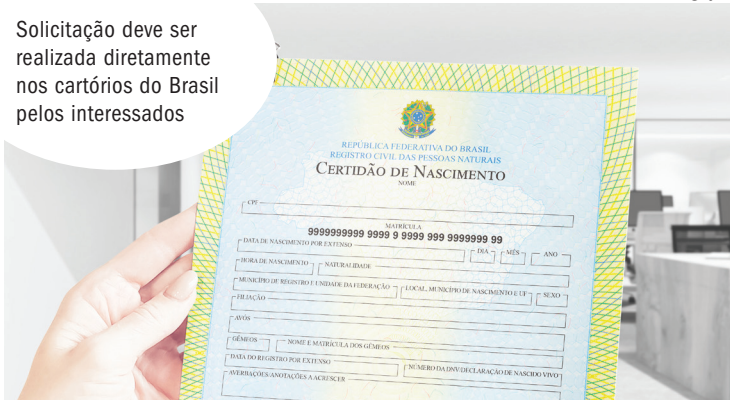 Solicitação deve ser
realizada diretamente
nos cartórios do Brasil
pelos interessados
REPÚBLICA FEDERATIVA DO BRASIL
REGISTRO CIVIL DAS PESSOAS NATURAIS
CERTIDÃO DE NASCIMENTO
NOME
CPF
MATRÍCULA
9999999999 9999 9 9999 999 9999999 99
DATA DE NASCIMENTO POR EXTENSO DIA MÊS ANO
HORA DE NASCIMENTO NATURALIDADE
MUNICÍPIO DE REGISTRO E UNIDADE DA FEDERAÇÃO LOCAL, MUNICÍPIO DE NASCIMENTO E UF SEXO
FILIAÇÃO
AVÓS
GÊMEOS NOME E MATRÍCULA DOS GÊMEOS
DATA DO REGISTRO POR EXTENSO NÚMERO DA DNV/DECLARAÇÃO DE NASCIDO VIVO
AVERBAÇÕES/ANOTAÇÕES A ACRESCER